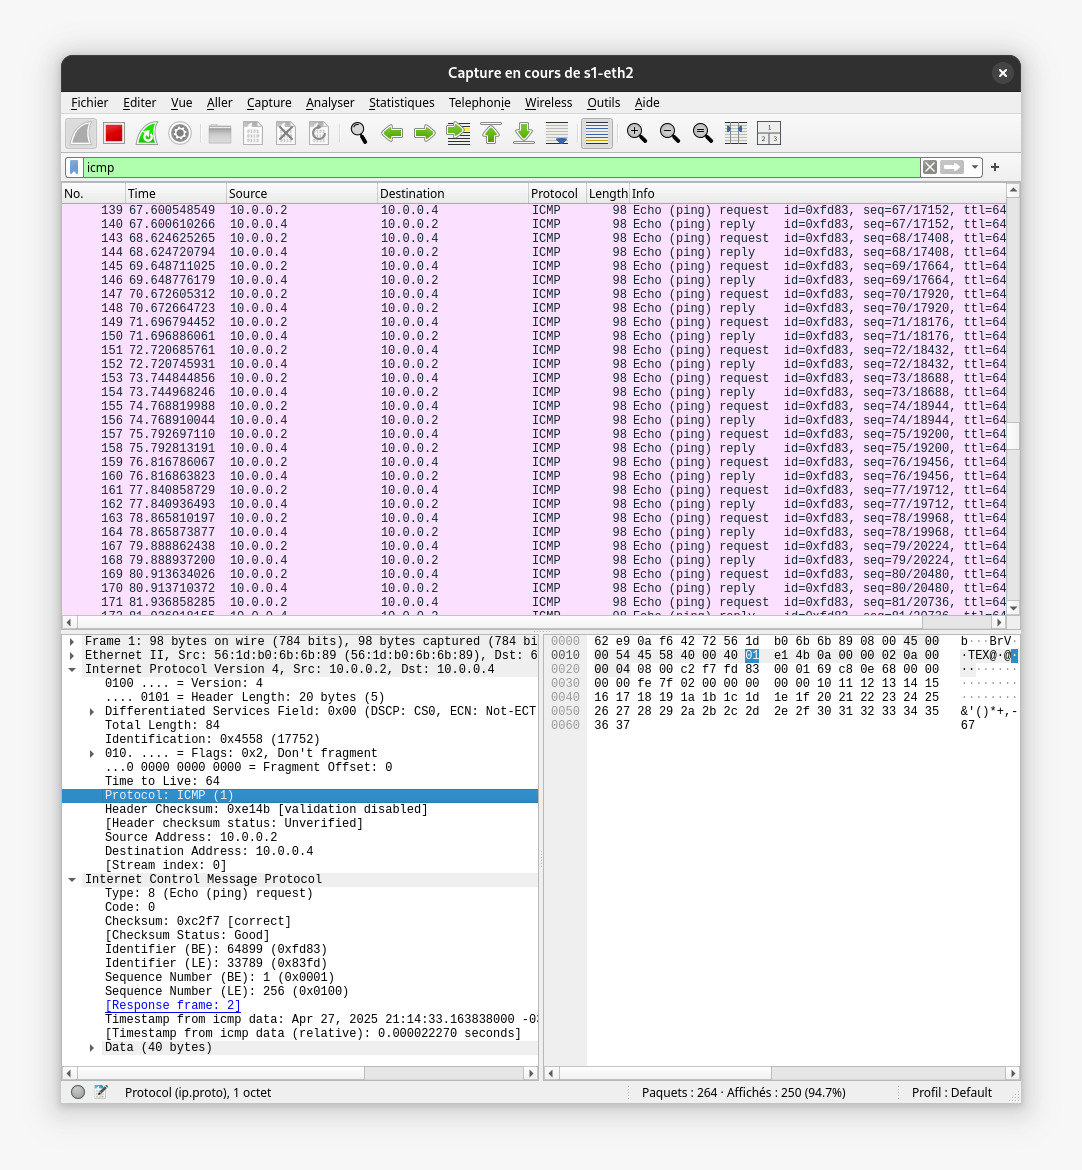 Capture en cours de s1-eth2
Fichier Editer Vue Aller Capture Analyser Statistiques Telephonie Wireless Outils Aide
icmp
No. Time Source Destination Protocol Length Info
139 67.600548549 10.0.0.2 10.0.0.4 ICMP 98 Echo (ping) request id=0xfd83, seq=67/17152, ttl=64
140 67.600610266 10.0.0.4 10.0.0.2 ICMP 98 Echo (ping) reply id=0xfd83, seq=67/17152, ttl=64
143 68.624625265 10.0.0.2 10.0.0.4 ICMP 98 Echo (ping) request id=0xfd83, seq=68/17408, ttl=64
144 68.624720794 10.0.0.4 10.0.0.2 ICMP 98 Echo (ping) reply id=0xfd83, seq=68/17408, ttl=64
145 69.648711025 10.0.0.2 10.0.0.4 ICMP 98 Echo (ping) request id=0xfd83, seq=69/17664, ttl=64
146 69.648776179 10.0.0.4 10.0.0.2 ICMP 98 Echo (ping) reply id=0xfd83, seq=69/17664, ttl=64
147 70.672605312 10.0.0.2 10.0.0.4 ICMP 98 Echo (ping) request id=0xfd83, seq=70/17920, ttl=64
148 70.672664723 10.0.0.4 10.0.0.2 ICMP 98 Echo (ping) reply id=0xfd83, seq=70/17920, ttl=64
149 71.696794452 10.0.0.2 10.0.0.4 ICMP 98 Echo (ping) request id=0xfd83, seq=71/18176, ttl=64
150 71.696886061 10.0.0.4 10.0.0.2 ICMP 98 Echo (ping) reply id=0xfd83, seq=71/18176, ttl=64
151 72.720685761 10.0.0.2 10.0.0.4 ICMP 98 Echo (ping) request id=0xfd83, seq=72/18432, ttl=64
152 72.720745931 10.0.0.4 10.0.0.2 ICMP 98 Echo (ping) reply id=0xfd83, seq=72/18432, ttl=64
153 73.744844856 10.0.0.2 10.0.0.4 ICMP 98 Echo (ping) request id=0xfd83, seq=73/18688, ttl=64
154 73.744968246 10.0.0.4 10.0.0.2 ICMP 98 Echo (ping) reply id=0xfd83, seq=73/18688, ttl=64
155 74.768819988 10.0.0.2 10.0.0.4 ICMP 98 Echo (ping) request id=0xfd83, seq=74/18944, ttl=64
156 74.768910044 10.0.0.4 10.0.0.2 ICMP 98 Echo (ping) reply id=0xfd83, seq=74/18944, ttl=64
157 75.792697110 10.0.0.2 10.0.0.4 ICMP 98 Echo (ping) request id=0xfd83, seq=75/19200, ttl=64
158 75.792813191 10.0.0.4 10.0.0.2 ICMP 98 Echo (ping) reply id=0xfd83, seq=75/19200, ttl=64
159 76.816786067 10.0.0.2 10.0.0.4 ICMP 98 Echo (ping) request id=0xfd83, seq=76/19456, ttl=64
160 76.816863823 10.0.0.4 10.0.0.2 ICMP 98 Echo (ping) reply id=0xfd83, seq=76/19456, ttl=64
161 77.840858729 10.0.0.2 10.0.0.4 ICMP 98 Echo (ping) request id=0xfd83, seq=77/19712, ttl=64
162 77.840936493 10.0.0.4 10.0.0.2 ICMP 98 Echo (ping) reply id=0xfd83, seq=77/19712, ttl=64
163 78.865810197 10.0.0.2 10.0.0.4 ICMP 98 Echo (ping) request id=0xfd83, seq=78/19968, ttl=64
164 78.865873877 10.0.0.4 10.0.0.2 ICMP 98 Echo (ping) reply id=0xfd83, seq=78/19968, ttl=64
167 79.888862438 10.0.0.2 10.0.0.4 ICMP 98 Echo (ping) request id=0xfd83, seq=79/20224, ttl=64
168 79.888937200 10.0.0.4 10.0.0.2 ICMP 98 Echo (ping) reply id=0xfd83, seq=79/20224, ttl=64
169 80.913634026 10.0.0.2 10.0.0.4 ICMP 98 Echo (ping) request id=0xfd83, seq=80/20480, ttl=64
170 80.913710372 10.0.0.4 10.0.0.2 ICMP 98 Echo (ping) reply id=0xfd83, seq=80/20480, ttl=64
171 81.936858285 10.0.0.2 10.0.0.4 ICMP 98 Echo (ping) request id=0xfd83, seq=81/20736, ttl=64
Frame 1: 98 bytes on wire (784 bits), 98 bytes captured (784 bi
Ethernet II, Src: 56:1d:b0:6b:6b:89 (56:1d:b0:6b:6b:89), Dst: 6
Internet Protocol Version 4, Src: 10.0.0.2, Dst: 10.0.0.4
0100 .... = Version: 4
.... 0101 = Header Length: 20 bytes (5)
Differentiated Services Field: 0x00 (DSCP: CS0, ECN: Not-ECT
Total Length: 84
Identification: 0x4558 (17752)
010. .... = Flags: 0x2, Don't fragment
...0 0000 0000 0000 = Fragment Offset: 0
Time to Live: 64
Protocol: ICMP (1)
Header Checksum: 0xe14b [validation disabled]
[Header checksum status: Unverified]
Source Address: 10.0.0.2
Destination Address: 10.0.0.4
[Stream index: 0]
Internet Control Message Protocol
Type: 8 (Echo (ping) request)
Code: 0
Checksum: 0xc2f7 [correct]
[Checksum Status: Good]
Identifier (BE): 64899 (0xfd83)
Identifier (LE): 33789 (0x83fd)
Sequence Number (BE): 1 (0x0001)
Sequence Number (LE): 256 (0x0100)
[Response frame: 2]
Timestamp from icmp data: Apr 27, 2025 21:14:33.163838000 -03
[Timestamp from icmp data (relative): 0.000022270 seconds]
Data (40 bytes)
0000 62 e9 0a f6 42 72 56 1d b0 6b 6b 89 08 00 45 00 b···BrV·
0010 00 54 45 58 40 00 40 01 e1 4b 0a 00 00 02 0a 00 ·TEX@·@·
0020 00 04 08 00 c2 f7 fd 83 00 01 69 c8 0e 68 00 00 ········
0030 00 00 fe 7f 02 00 00 00 00 00 10 11 12 13 14 15 ········
0040 16 17 18 19 1a 1b 1c 1d 1e 1f 20 21 22 23 24 25 ········
0050 26 27 28 29 2a 2b 2c 2d 2e 2f 30 31 32 33 34 35 &'()*+,-
0060 36 37 67
Protocol (ip.proto), 1 octet Paquets : 264 · Affichés : 250 (94.7%) Profil : Default